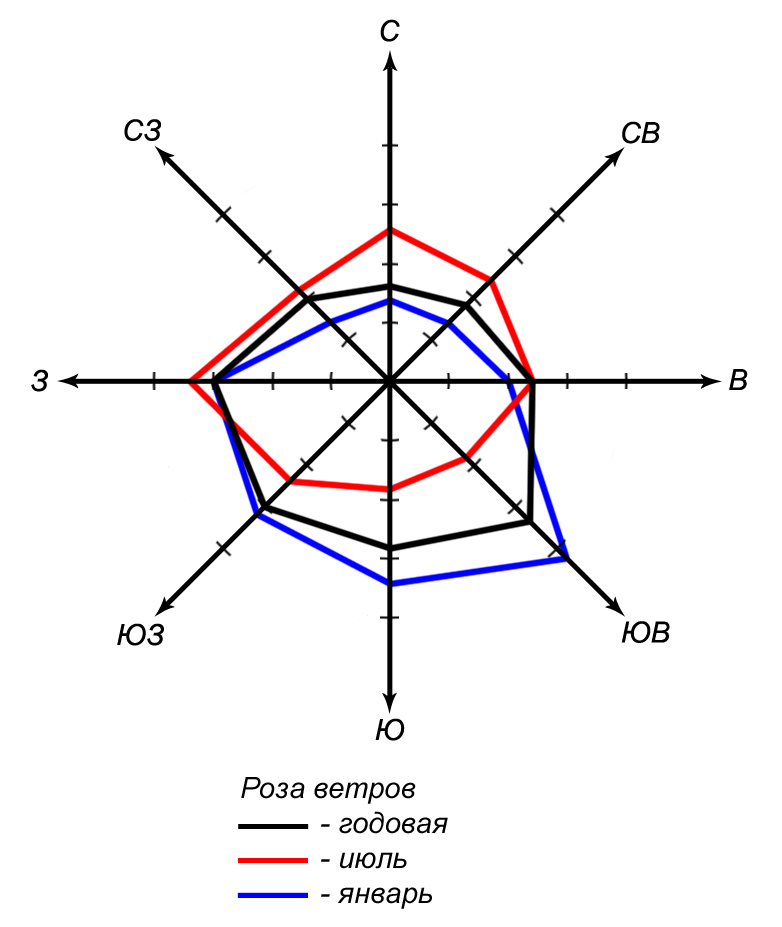 С
СЗ
СВ
З
В
ЮЗ
ЮВ
Ю
Роза ветров
- годовая
- июль
- январь